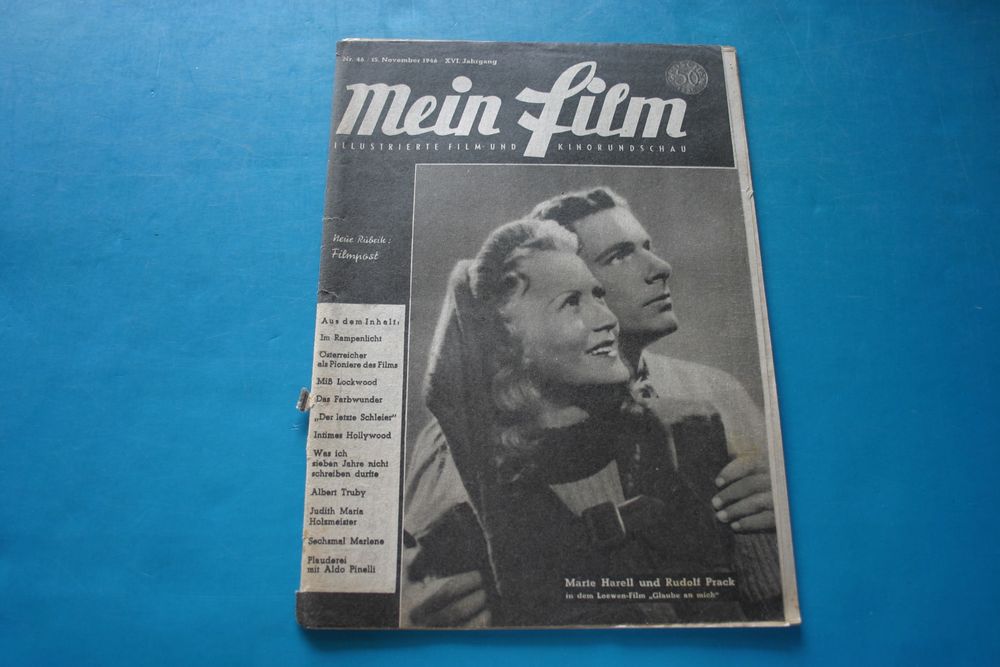 Nr. 46 · 15. November 1946 · XVI. Jahrgang
50
Mein Film
ILLUSTRIERTE FILM- UND KINORUNDSCHAU
Neue Rubrik:
Filmpost
Aus dem Inhalt:
Im Rampenlicht
Österreicher
als Pioniere des Films
Miß Lockwood
Das Farbwunder
„Der letzte Schleier"
Intimes Hollywood
Was ich
sieben Jahre nicht
schreiben durfte
Albert Truby
Judith Maria
Holzmeister
Sechsmal Marlene
Plauderei
mit Aldo Pinelli
Marte Harell und Rudolf Prack
in dem Loewen-Film „Glaube an mich"